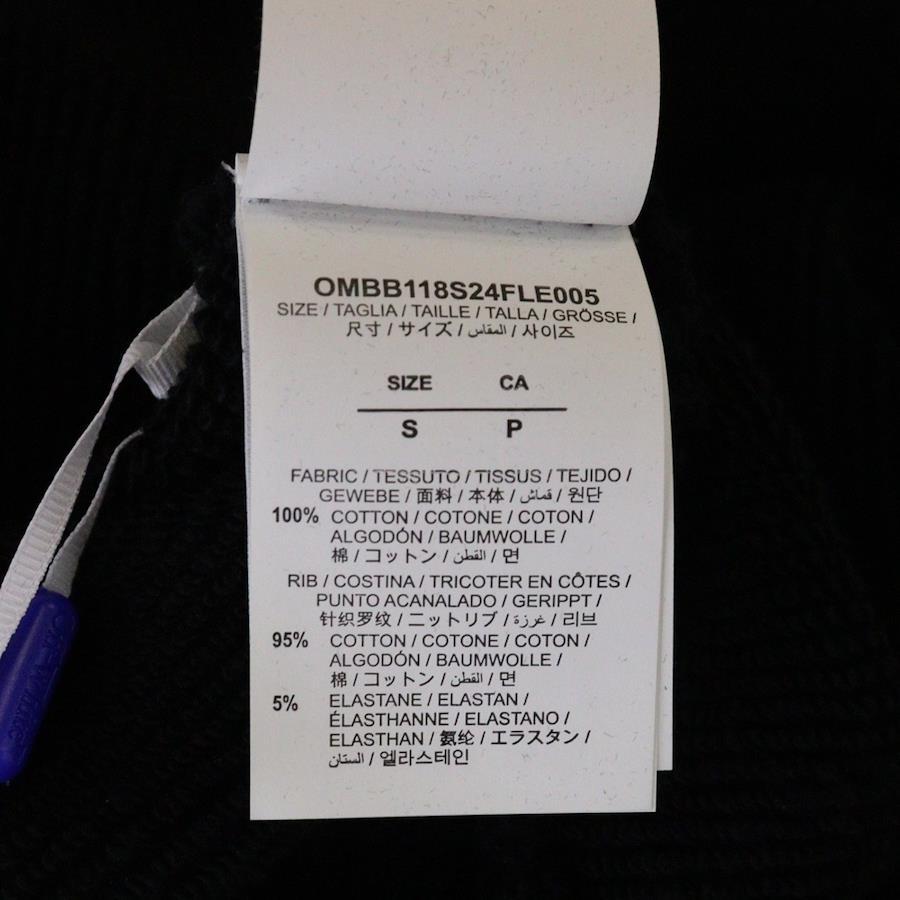 OMBB118S24FLE005
SIZE / TAGLIA / TAILLE / TALLA / GRÖSSE /
尺寸 / サイズ / المقاس / 사이즈
SIZE CA
S P
FABRIC / TESSUTO / TISSUS / TEJIDO /
GEWEBE / 面料 / 本体 / قماش / 원단
100% COTTON / COTONE / COTON /
ALGODÓN / BAUMWOLLE /
棉 / コットン / القطن / 면
RIB / COSTINA / TRICOTER EN CÔTES /
PUNTO ACANALADO / GERIPPT /
针织罗纹 / ニットリブ / غرزة / 리브
95% COTTON / COTONE / COTON /
ALGODÓN / BAUMWOLLE /
棉 / コットン / القطن / 면
5% ELASTANE / ELASTAN /
ÉLASTHANNE / ELASTANO /
ELASTHAN / 氨纶 / エラスタン /
الستان / 엘라스테인